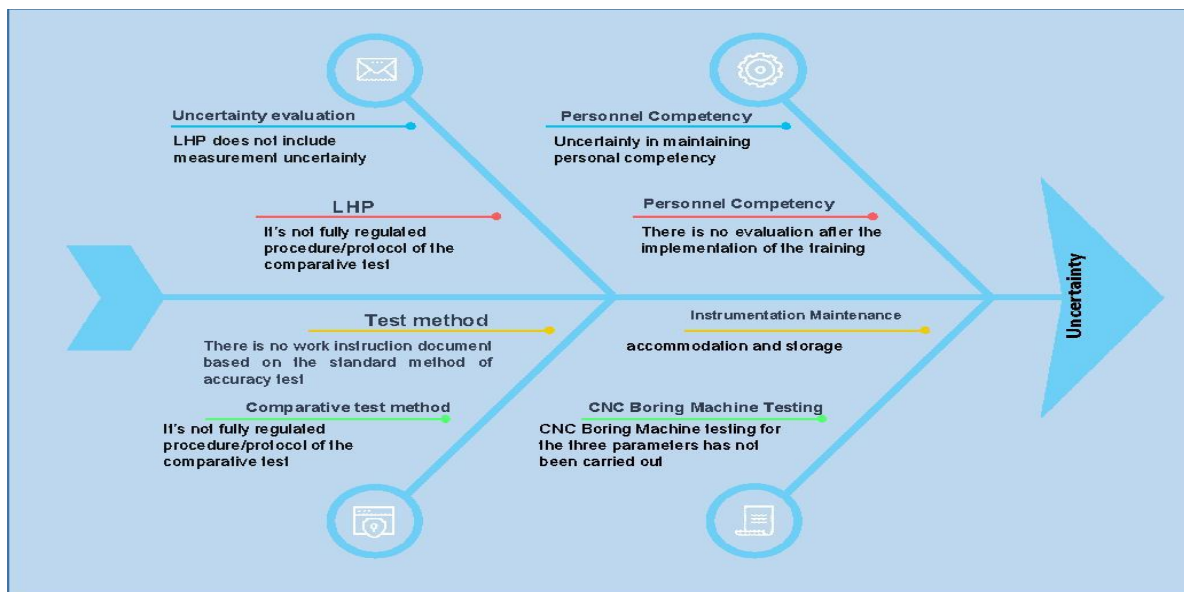 Uncertainty evaluation
LHP does not include
measurement uncertainly
LHP
It's not fully regulated
procedure/protocol of the
comparative test
Personnel Competency
Uncertainty in maintaining
personal competency
Personnel Competency
There is no evaluation after the
implementation of the training
Test method
There is no work instruction document
based on the standard method of
accuracy test
Comparative test method
It's not fully regulated
procedure/protocol of the
comparative test
Instrumentation Maintenance
accommodation and storage
CNC Boring Machine Testing
CNC Boring Machine testing for
the three parameters has not
been carried out
Uncertainty